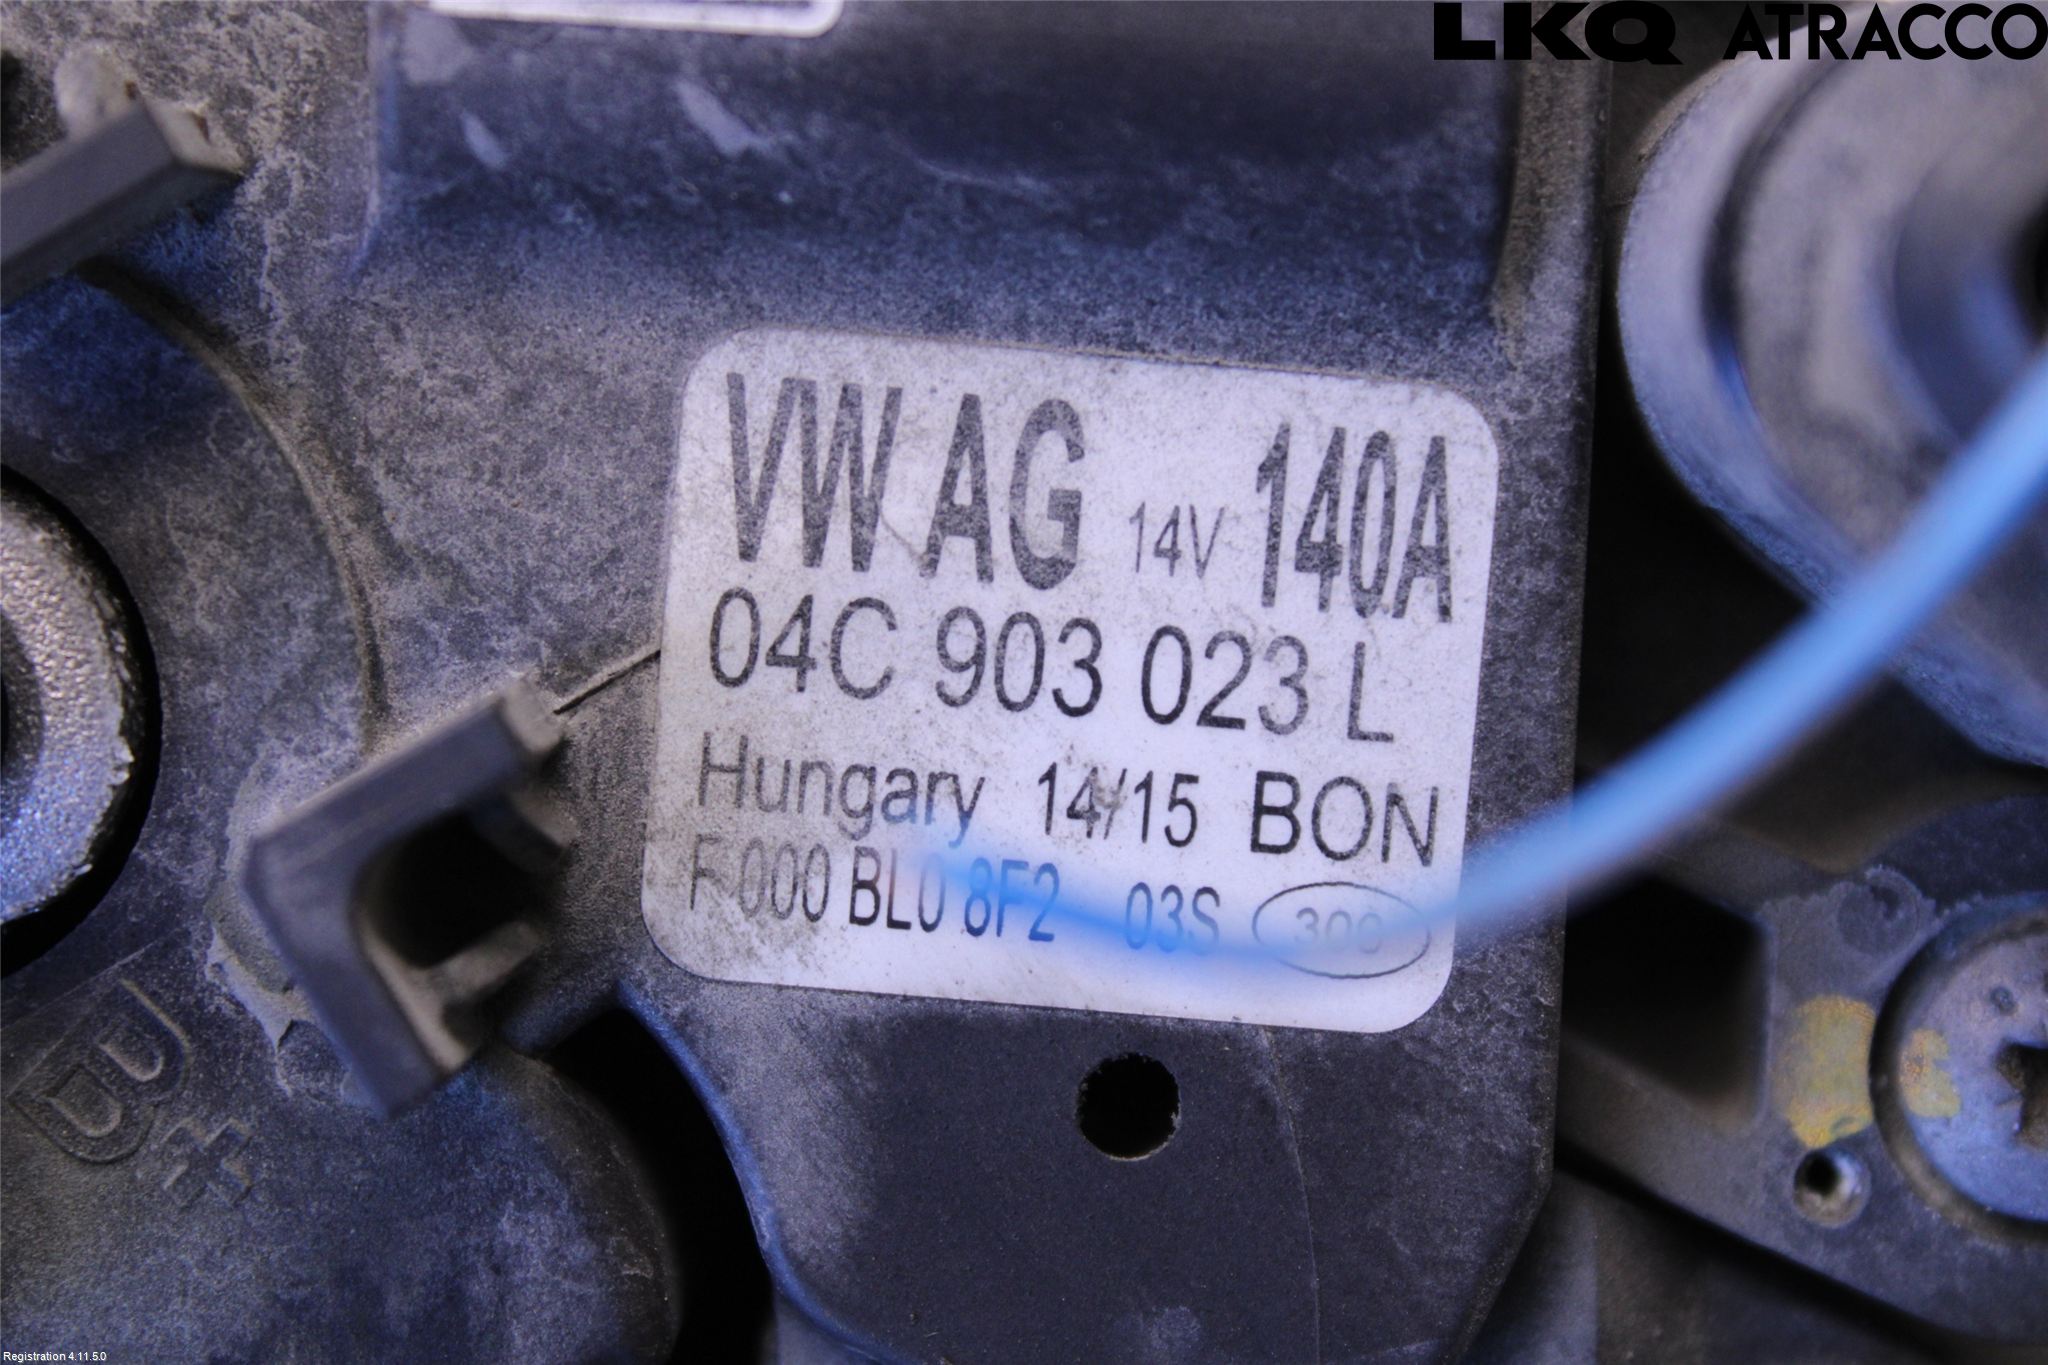 LKQ ATRACCO
VW AG 14V 140A
04C 903 023 L
Hungary 14/15 BON
F 000 BL0 8F2 03S
B+
Registration 4.11.5.0